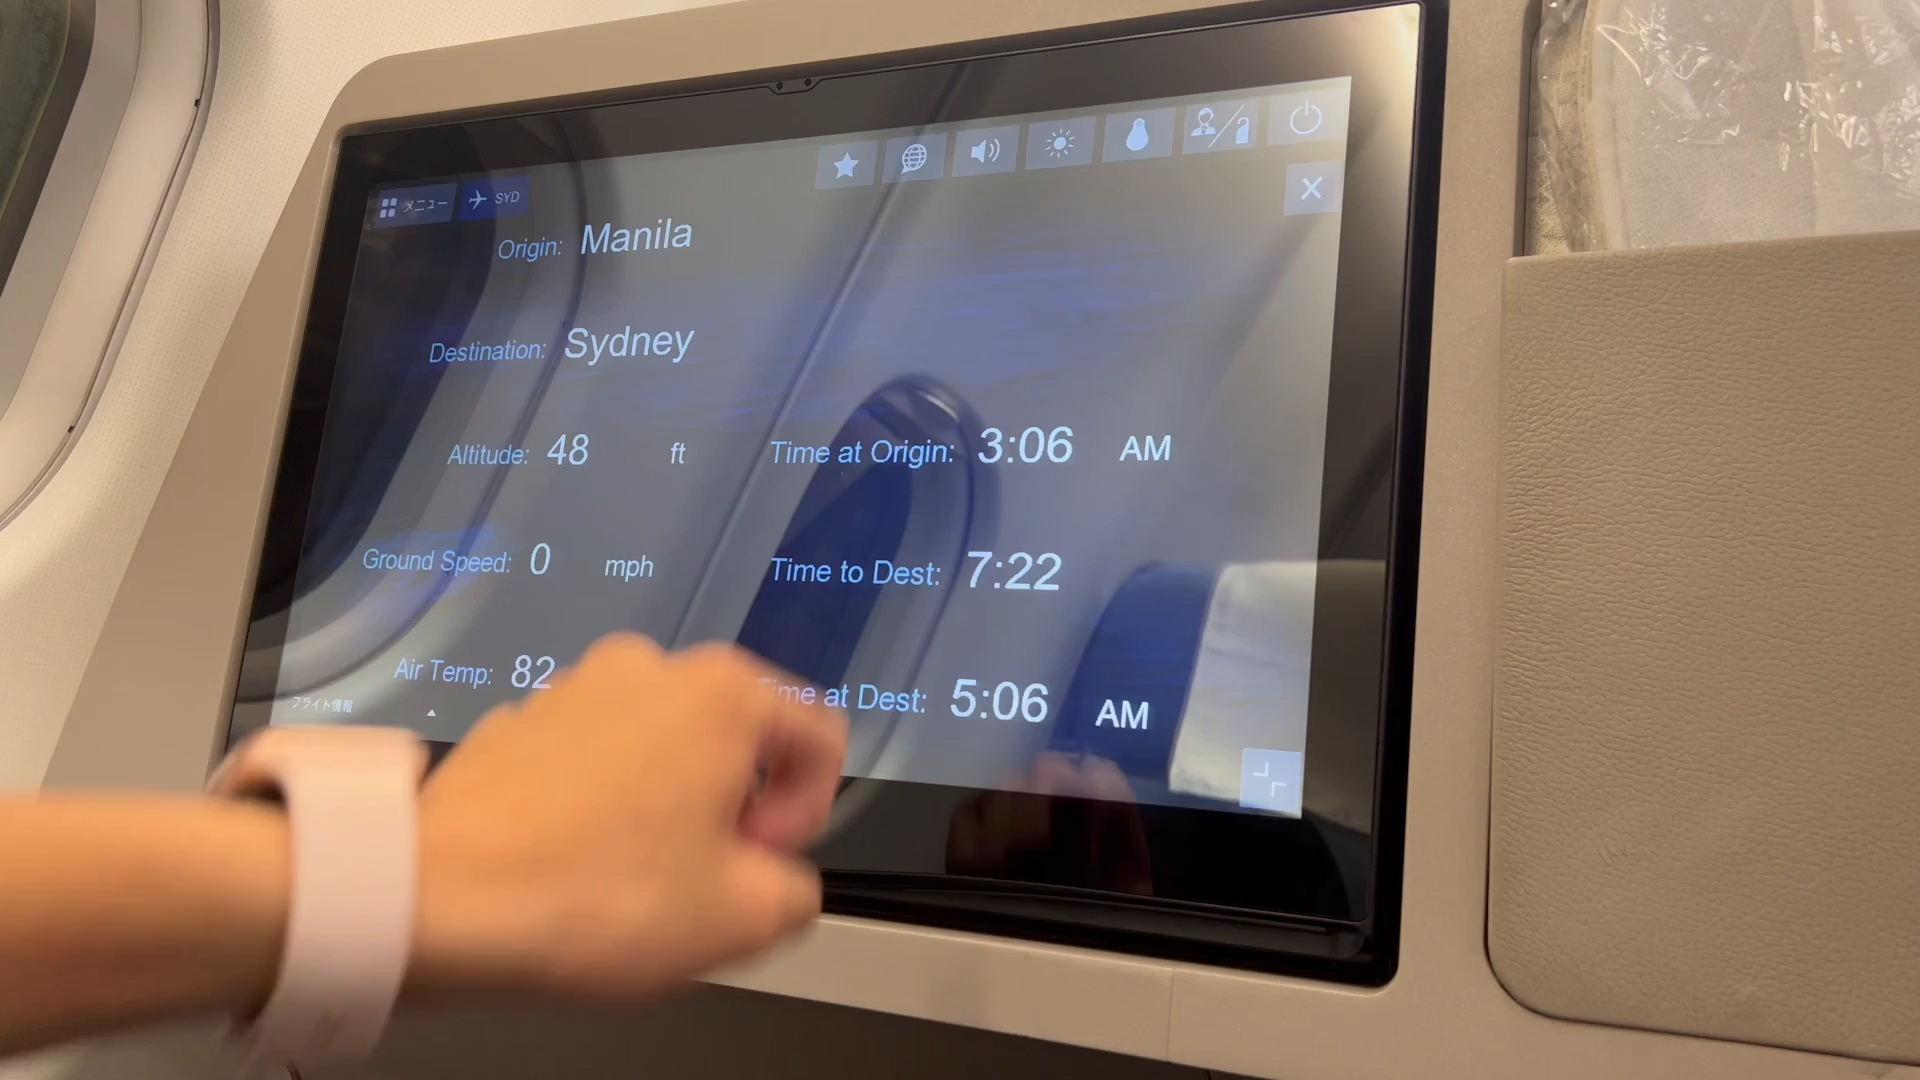 メニュー SYD
Origin: Manila
Destination: Sydney
Altitude: 48 ft
Time at Origin: 3:06 AM
Ground Speed: 0 mph
Time to Dest: 7:22
Air Temp: 82
Time at Dest: 5:06 AM
フライト情報